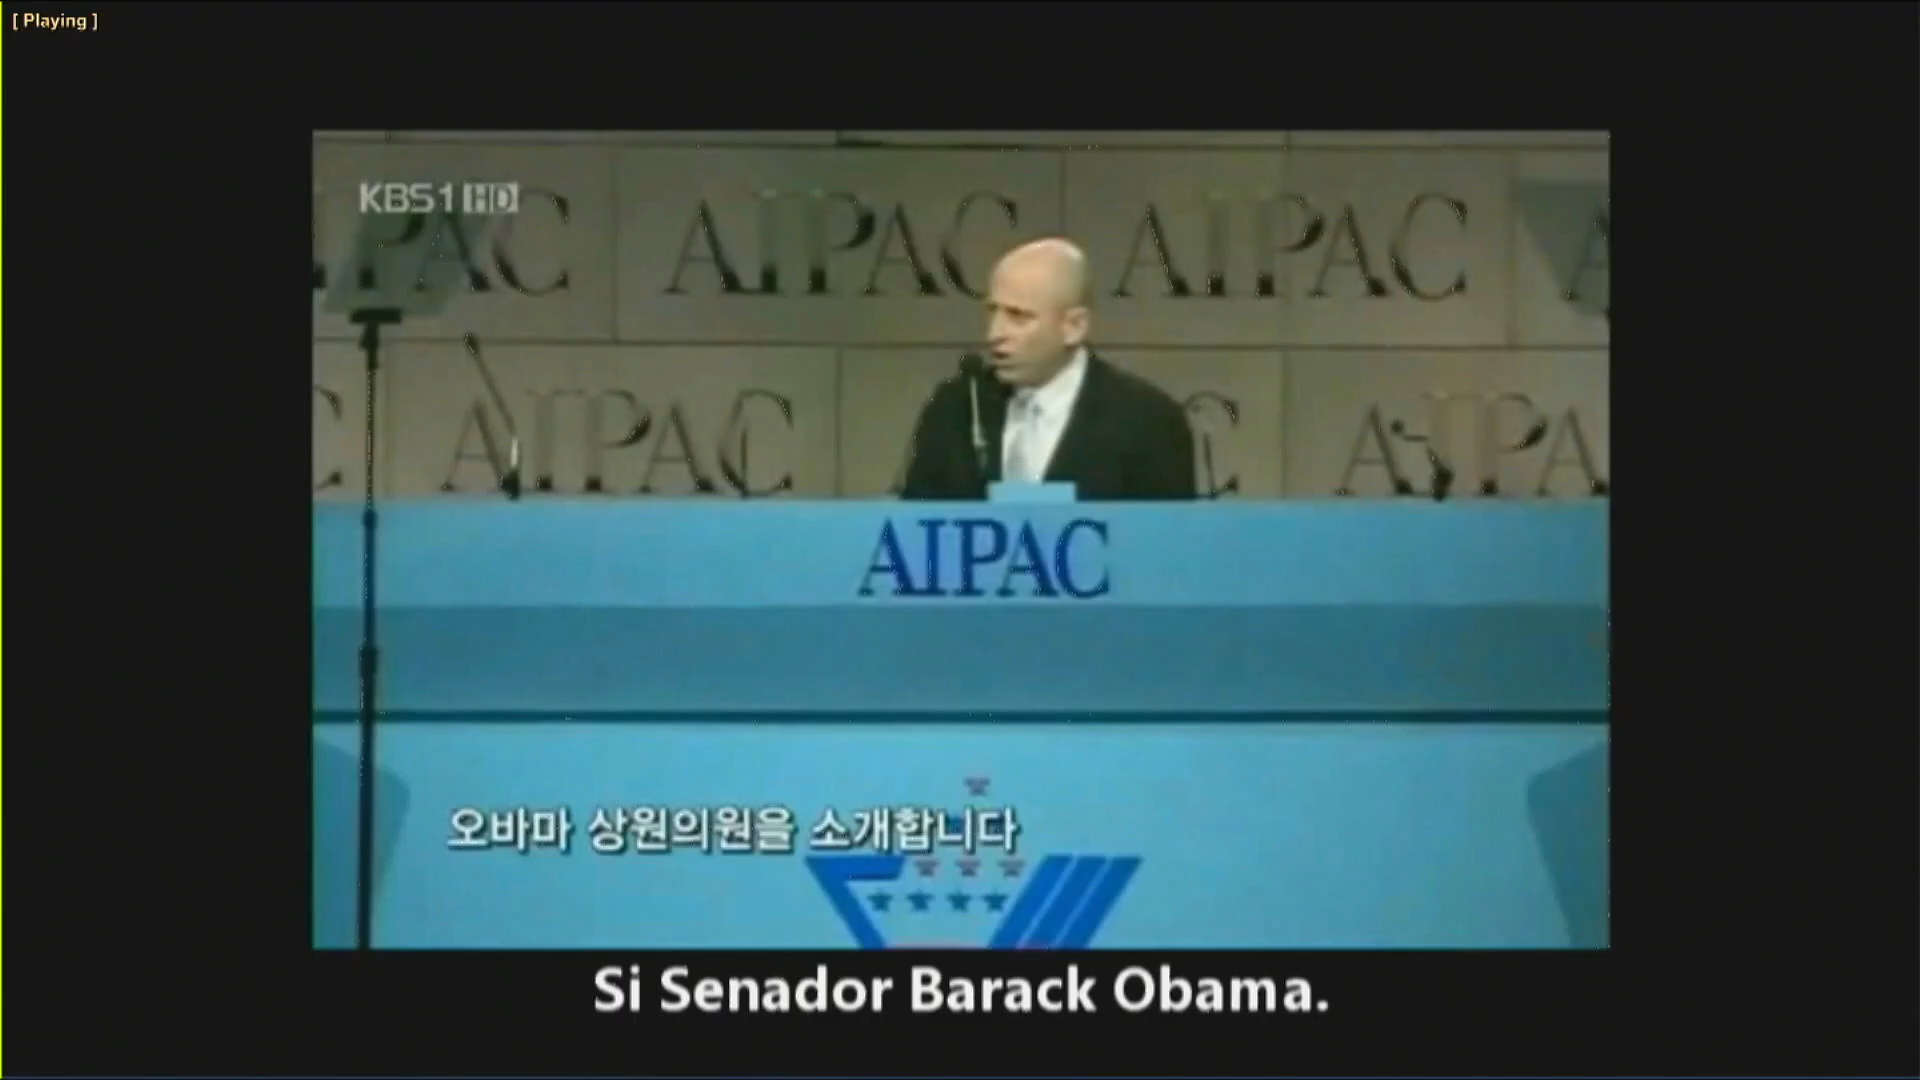 [ Playing ]
KBS1 HD
AIPAC AIPAC AIPAC
AIPAC AIPA
AIPAC
오바마 상원의원을 소개합니다
Si Senador Barack Obama.